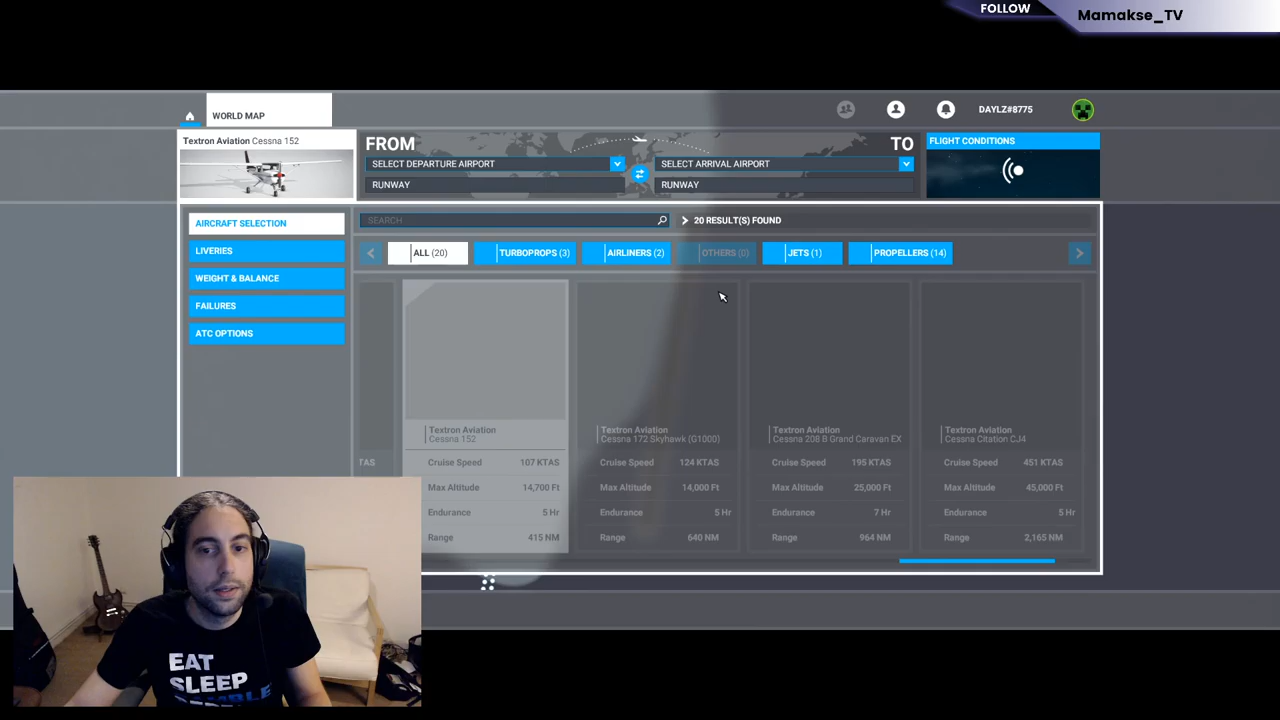 FOLLOW
Mamakse_TV
WORLD MAP
DAYLZ#8775
Textron Aviation Cessna 152
FROM
TO
FLIGHT CONDITIONS
SELECT DEPARTURE AIRPORT
SELECT ARRIVAL AIRPORT
RUNWAY
RUNWAY
AIRCRAFT SELECTION
LIVERIES
WEIGHT & BALANCE
FAILURES
ATC OPTIONS
SEARCH
20 RESULT(S) FOUND
ALL (20)
TURBOPROPS (3)
AIRLINERS (2)
OTHERS (0)
JETS (1)
PROPELLERS (14)
TAS
Textron Aviation
Cessna 152
Cruise Speed 107 KTAS
Max Altitude 14,700 Ft
Endurance 5 Hr
Range 415 NM
Textron Aviation
Cessna 172 Skyhawk (G1000)
Cruise Speed 124 KTAS
Max Altitude 14,000 Ft
Endurance 5 Hr
Range 640 NM
Textron Aviation
Cessna 208 B Grand Caravan EX
Cruise Speed 195 KTAS
Max Altitude 25,000 Ft
Endurance 7 Hr
Range 964 NM
Textron Aviation
Cessna Citation CJ4
Cruise Speed 451 KTAS
Max Altitude 45,000 Ft
Endurance 5 Hr
Range 2,165 NM
EAT
SLEEP